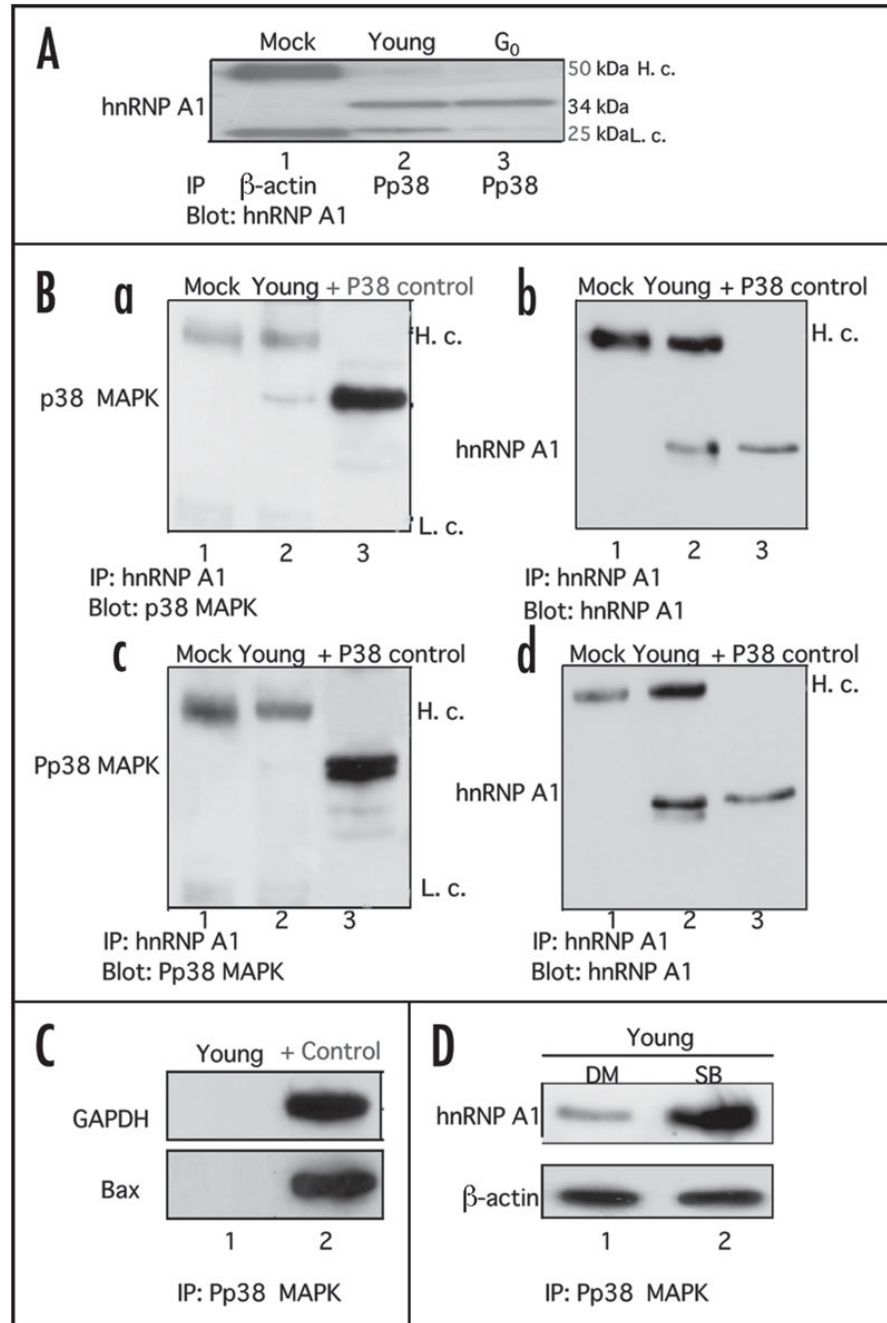 A
Mock Young G0
hnRNP A1
50 kDa H. c.
34 kDa
25 kDaL. c.
1 2 3
IP β-actin Pp38 Pp38
Blot: hnRNP A1
B
a
Mock Young + P38 control
H. c.
p38 MAPK
L. c.
1 2 3
IP: hnRNP A1
Blot: p38 MAPK
b
Mock Young + P38 control
H. c.
hnRNP A1
1 2 3
IP: hnRNP A1
Blot: hnRNP A1
c
Mock Young + P38 control
H. c.
Pp38 MAPK
L. c.
1 2 3
IP: hnRNP A1
Blot: Pp38 MAPK
d
Mock Young + P38 control
H. c.
hnRNP A1
1 2 3
IP: hnRNP A1
Blot: hnRNP A1
C
Young + Control
GAPDH
Bax
1 2
IP: Pp38 MAPK
D
Young
DM SB
hnRNP A1
β-actin
1 2
IP: Pp38 MAPK